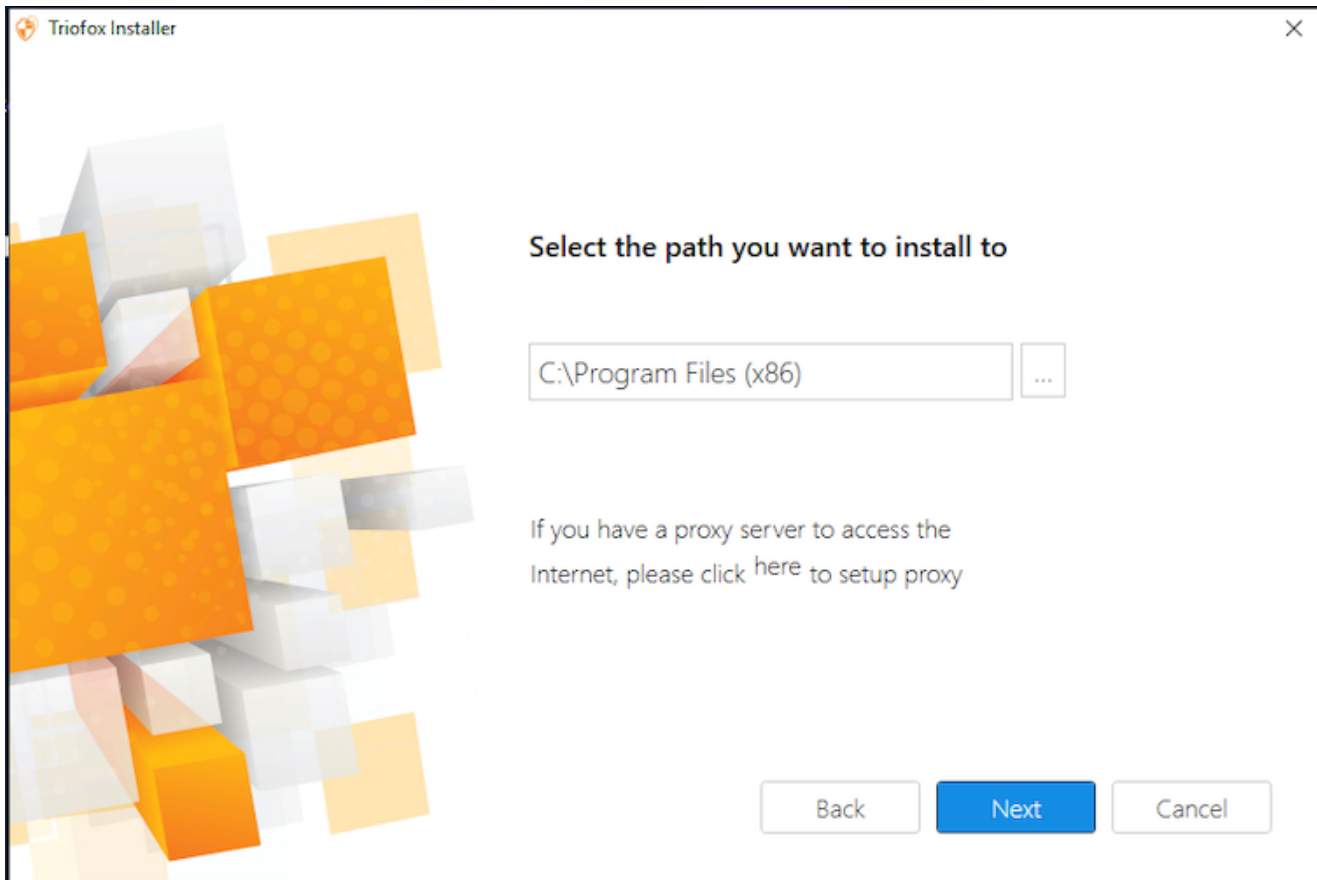 Triofox Installer
Select the path you want to install to
C:\Program Files (x86)
...
If you have a proxy server to access the
Internet, please click here to setup proxy
Back Next Cancel